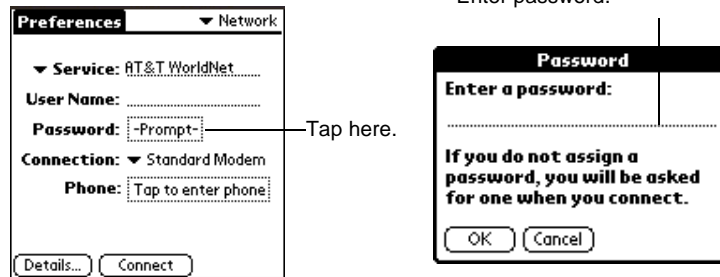 Preferences ▼ Network
▼ Service: AT&T WorldNet
User Name:
Password: -Prompt-
Connection: ▼ Standard Modem
Phone: Tap to enter phone
Details... Connect
Tap here.
Enter password.
Password
Enter a password:
If you do not assign a
password, you will be asked
for one when you connect.
OK Cancel